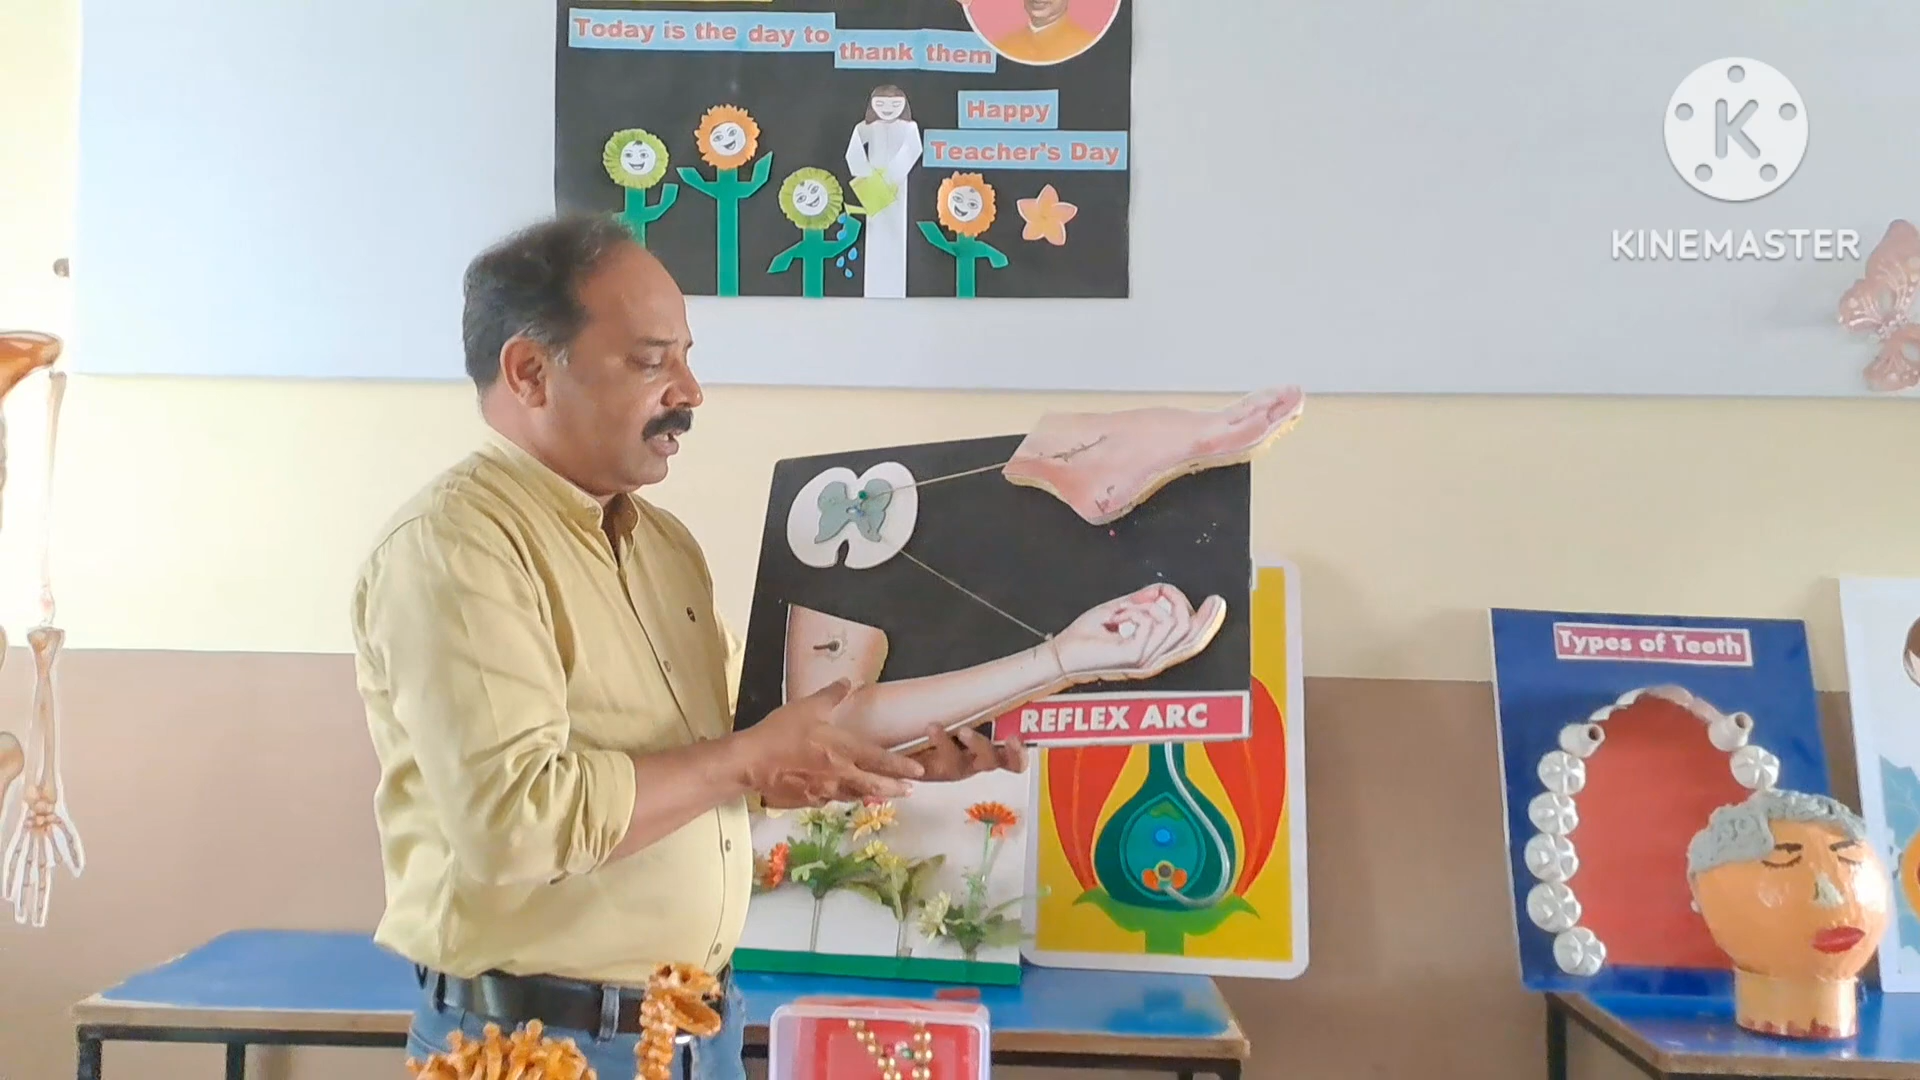 Today is the day to
thank them
Happy
Teacher's Day
K
KINEMASTER
REFLEX ARC
Types of Teeth